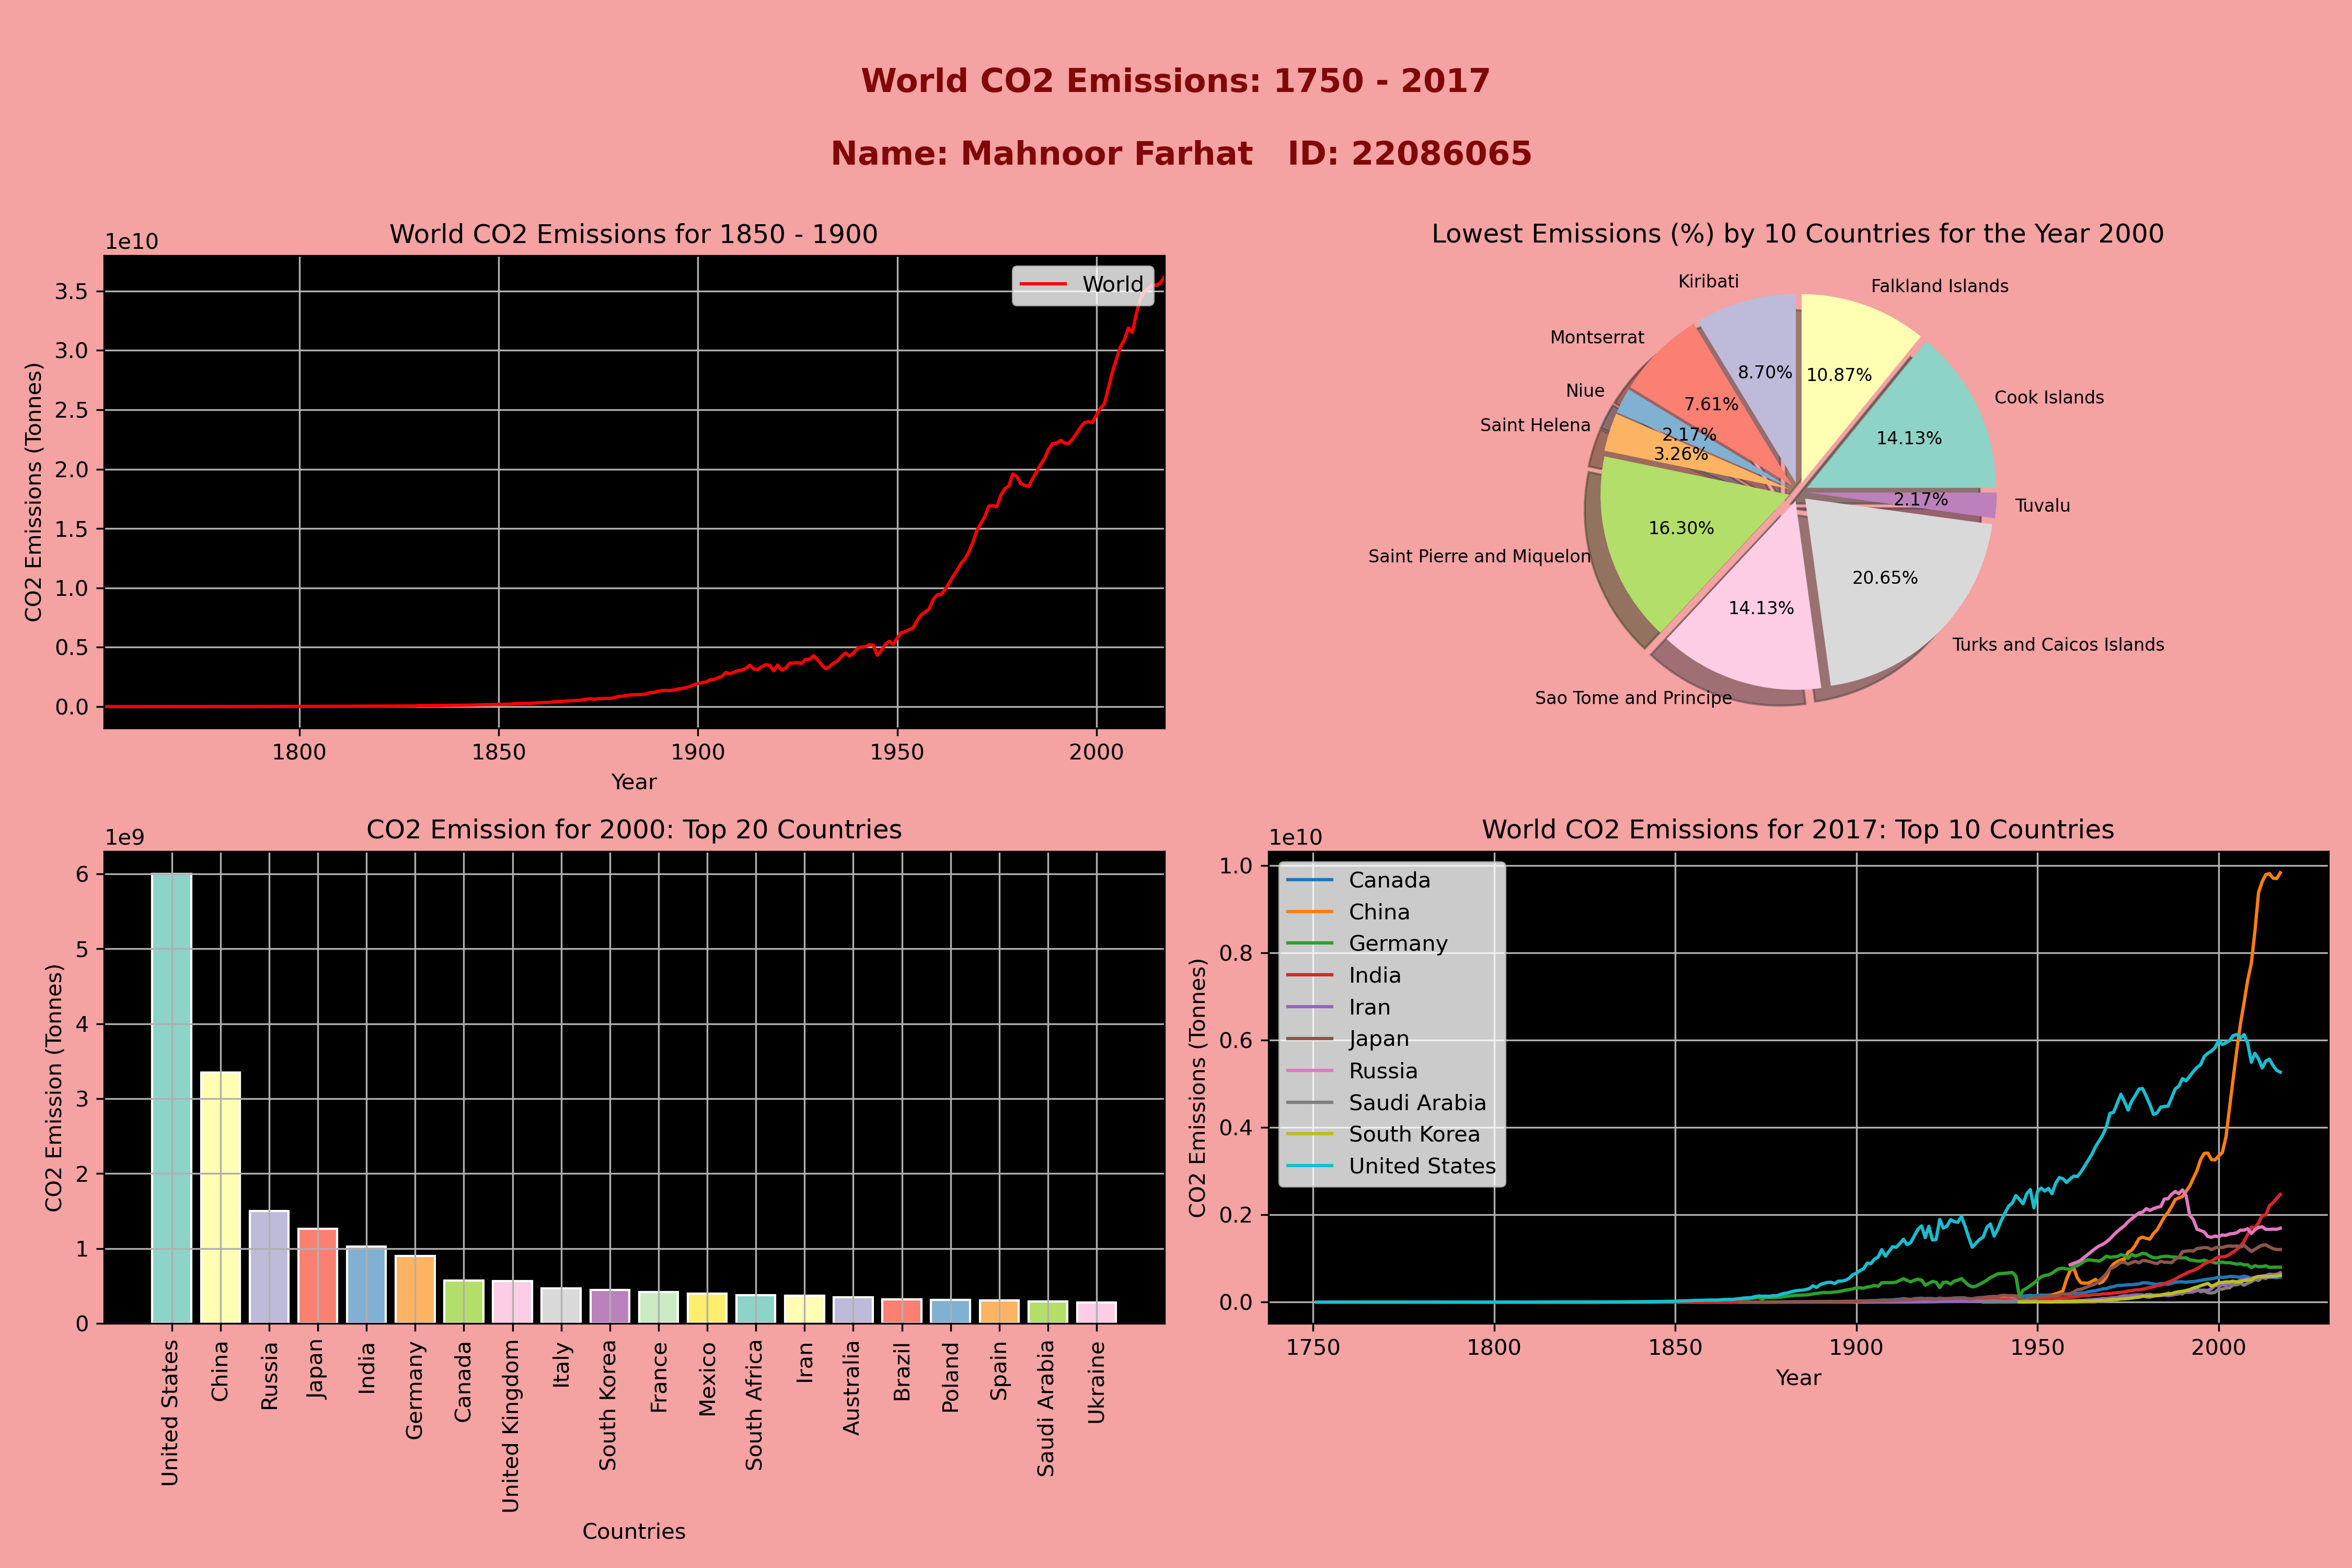 World CO2 Emissions: 1750 - 2017
Name: Mahnoor Farhat   ID: 22086065
World CO2 Emissions for 1850 - 1900
1e10
CO2 Emissions (Tonnes)
3.5
3.0
2.5
2.0
1.5
1.0
0.5
0.0
World
1800
1850
1900
1950
2000
Year
Lowest Emissions (%) by 10 Countries for the Year 2000
Kiribati
Falkland Islands
Montserrat
Niue
Cook Islands
Saint Helena
Tuvalu
Saint Pierre and Miquelon
Turks and Caicos Islands
Sao Tome and Principe
8.70%
10.87%
7.61%
2.17%
14.13%
3.26%
2.17%
16.30%
20.65%
14.13%
CO2 Emission for 2000: Top 20 Countries
1e9
CO2 Emission (Tonnes)
6
5
4
3
2
1
0
United States
China
Russia
Japan
India
Germany
Canada
United Kingdom
Italy
South Korea
France
Mexico
South Africa
Iran
Australia
Brazil
Poland
Spain
Saudi Arabia
Ukraine
Countries
World CO2 Emissions for 2017: Top 10 Countries
1e10
CO2 Emissions (Tonnes)
1.0
0.8
0.6
0.4
0.2
0.0
Canada
China
Germany
India
Iran
Japan
Russia
Saudi Arabia
South Korea
United States
1750
1800
1850
1900
1950
2000
Year